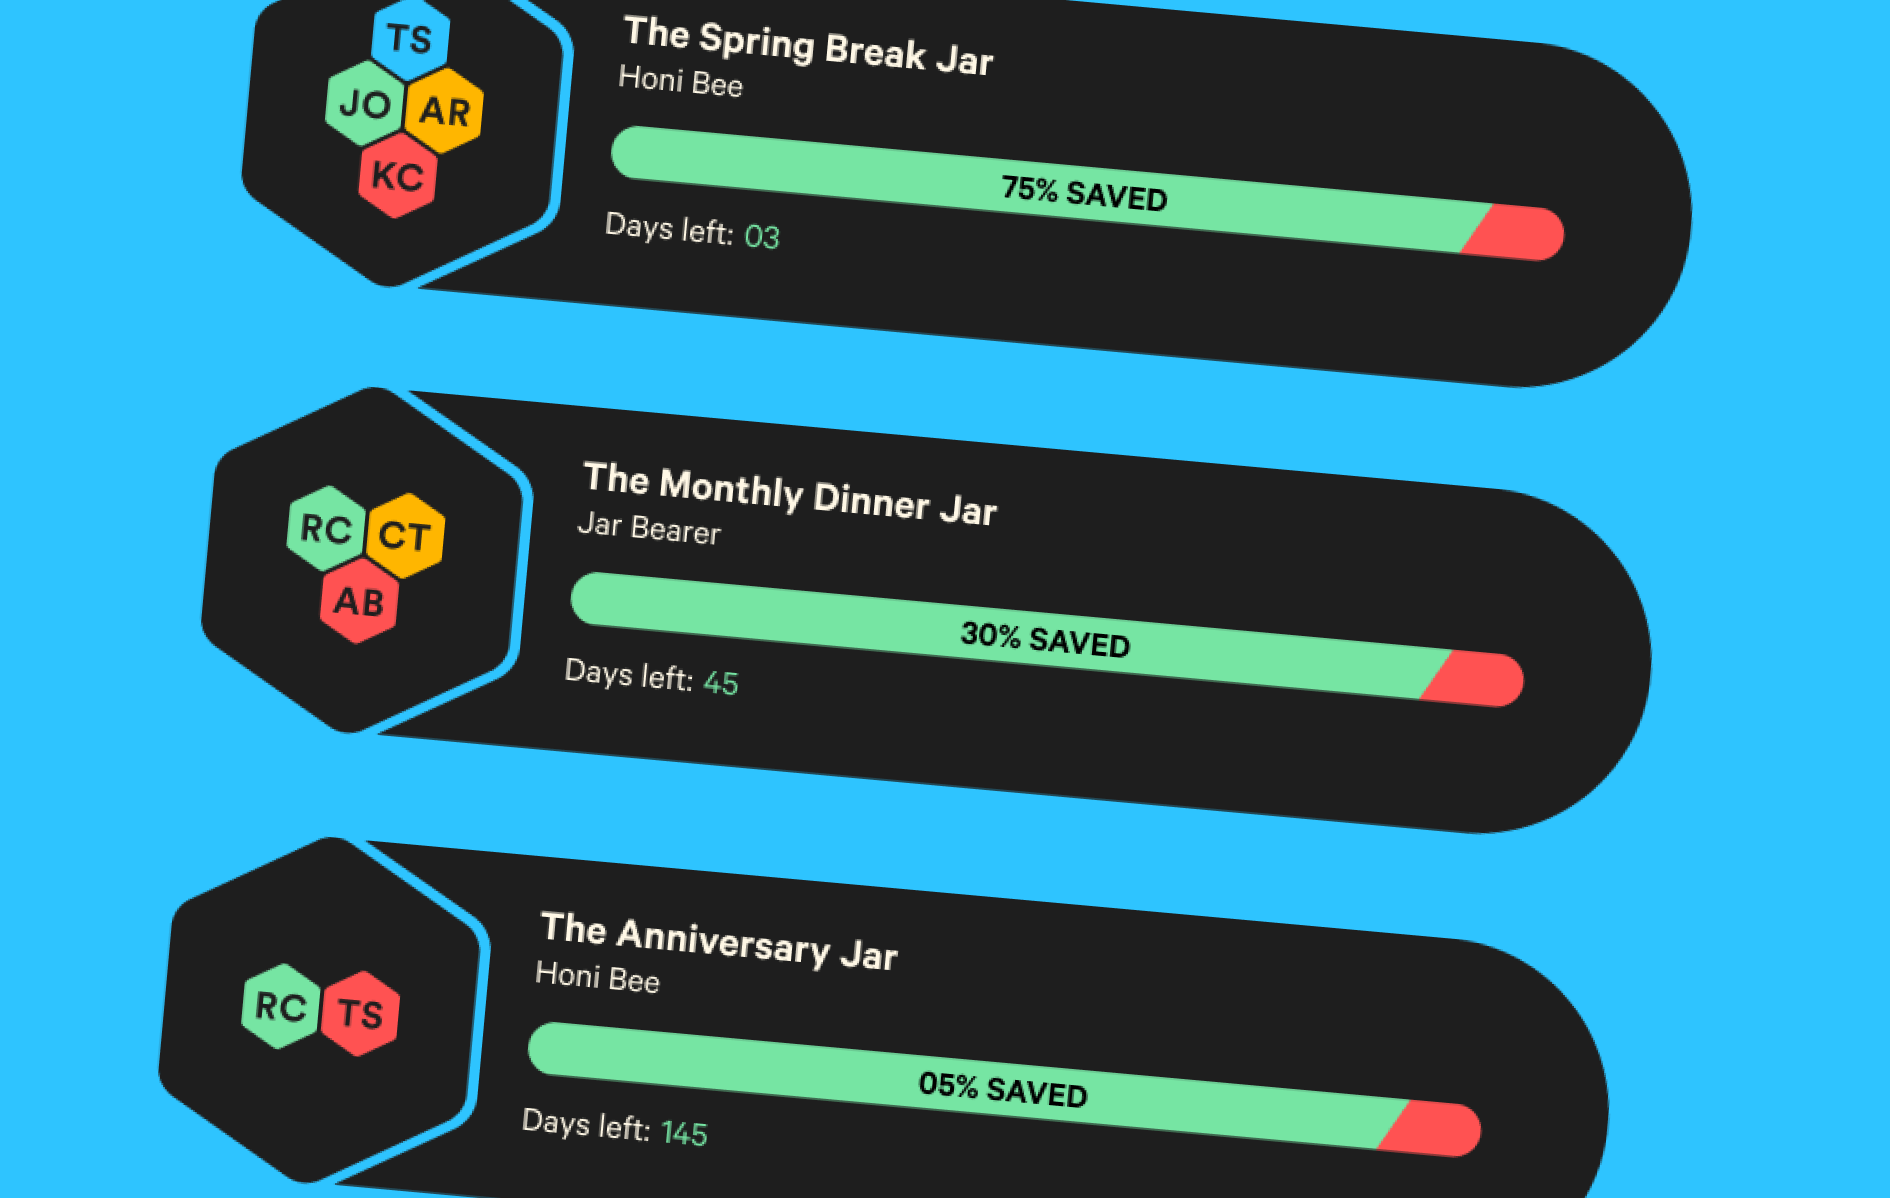 TS
JO AR
KC
The Spring Break Jar
Honi Bee
75% SAVED
Days left: 03
RC CT
AB
The Monthly Dinner Jar
Jar Bearer
30% SAVED
Days left: 45
RC TS
The Anniversary Jar
Honi Bee
05% SAVED
Days left: 145